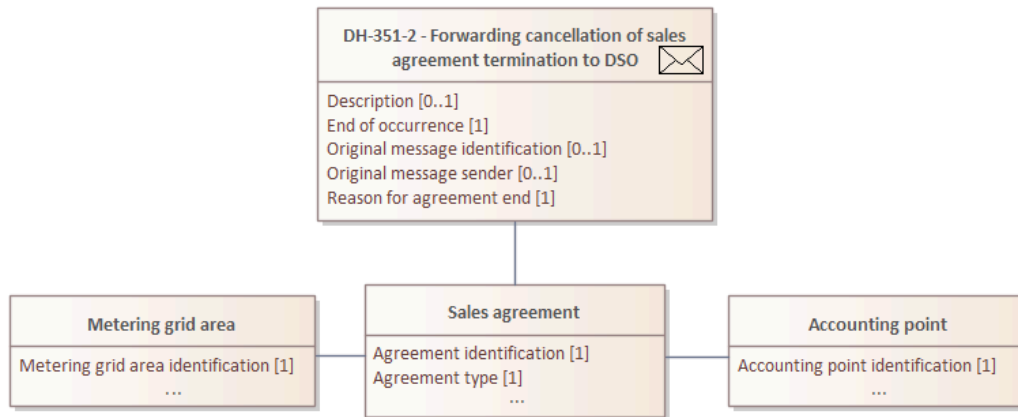 DH-351-2 - Forwarding cancellation of sales
agreement termination to DSO
Description [0..1]
End of occurrence [1]
Original message identification [0..1]
Original message sender [0..1]
Reason for agreement end [1]
Metering grid area
Metering grid area identification [1]
...
Sales agreement
Agreement identification [1]
Agreement type [1]
...
Accounting point
Accounting point identification [1]
...